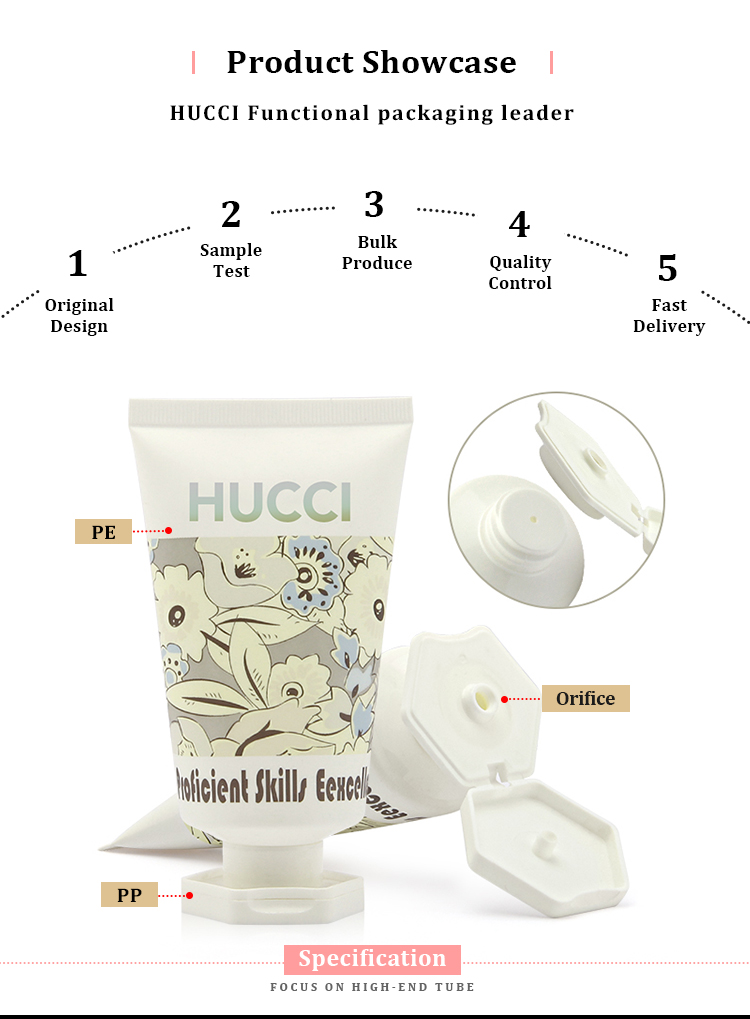 Product Showcase
HUCCI Functional packaging leader
1
Original
Design
2
Sample
Test
3
Bulk
Produce
4
Quality
Control
5
Fast
Delivery
HUCCI
PE
Orifice
Proficient Skills Eexcell
PP
Specification
FOCUS ON HIGH-END TUBE